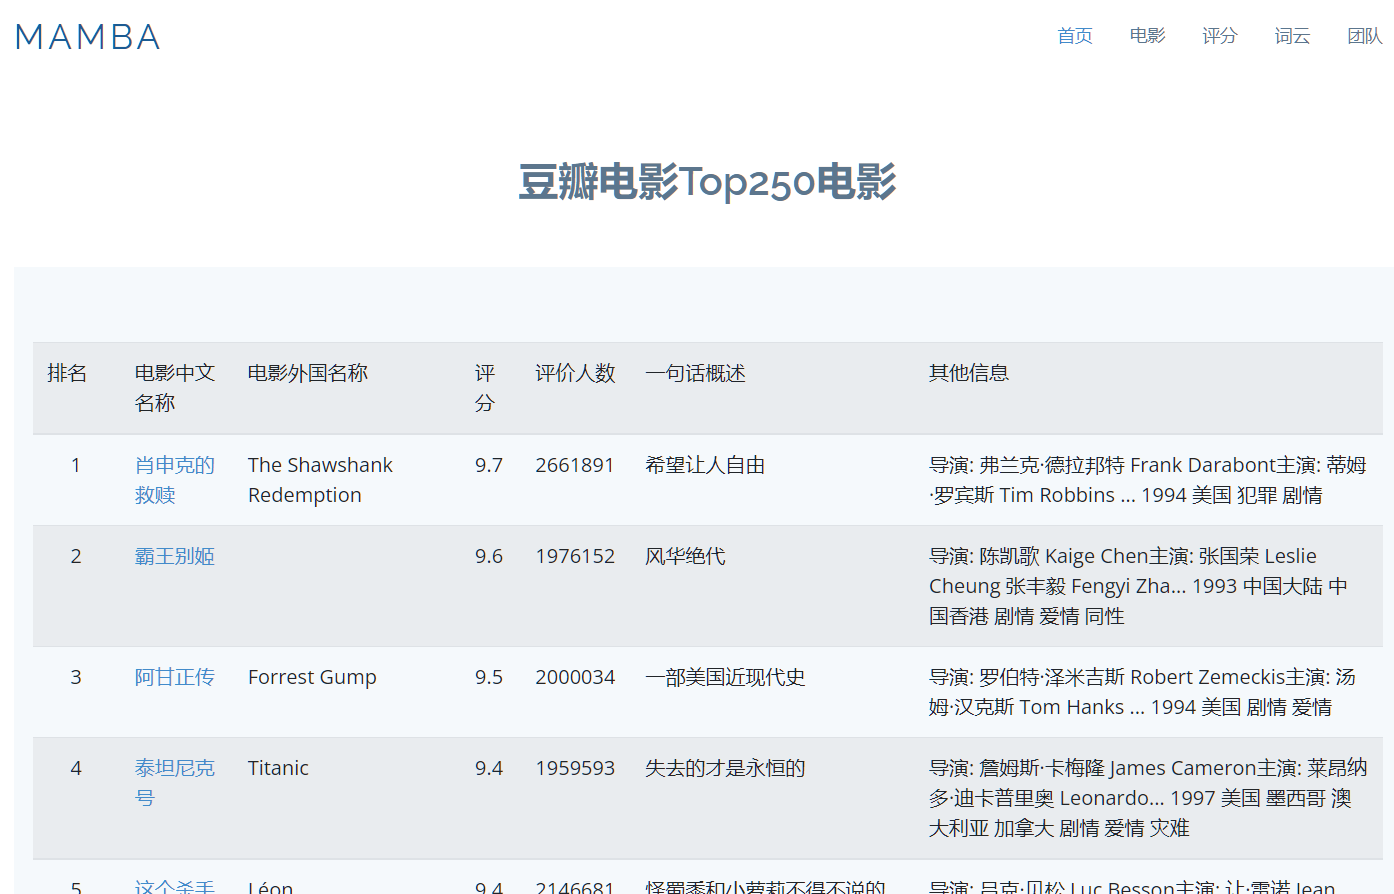 MAMBA
首页 电影 评分 词云 团队
豆瓣电影Top250电影
排名 电影中文 电影外国名称 评 评价人数 一句话概述 其他信息
名称 分
1 肖申克的 The Shawshank 9.7 2661891 希望让人自由 导演: 弗兰克·德拉邦特 Frank Darabont主演: 蒂姆
救赎 Redemption ·罗宾斯 Tim Robbins ... 1994 美国 犯罪 剧情
2 霸王别姬 9.6 1976152 风华绝代 导演: 陈凯歌 Kaige Chen主演: 张国荣 Leslie
Cheung 张丰毅 Fengyi Zha... 1993 中国大陆 中
国香港 剧情 爱情 同性
3 阿甘正传 Forrest Gump 9.5 2000034 一部美国近现代史 导演: 罗伯特·泽米吉斯 Robert Zemeckis主演: 汤
姆·汉克斯 Tom Hanks ... 1994 美国 剧情 爱情
4 泰坦尼克 Titanic 9.4 1959593 失去的才是永恒的 导演: 詹姆斯·卡梅隆 James Cameron主演: 莱昂纳
号 多·迪卡普里奥 Leonardo... 1997 美国 墨西哥 澳
大利亚 加拿大 剧情 爱情 灾难
5 这个杀手 Léon 9.4 2146681 怪蜀黍和小萝莉不得不说的 导演: 吕克·贝松 Luc Besson主演: 让·雷诺 Jean